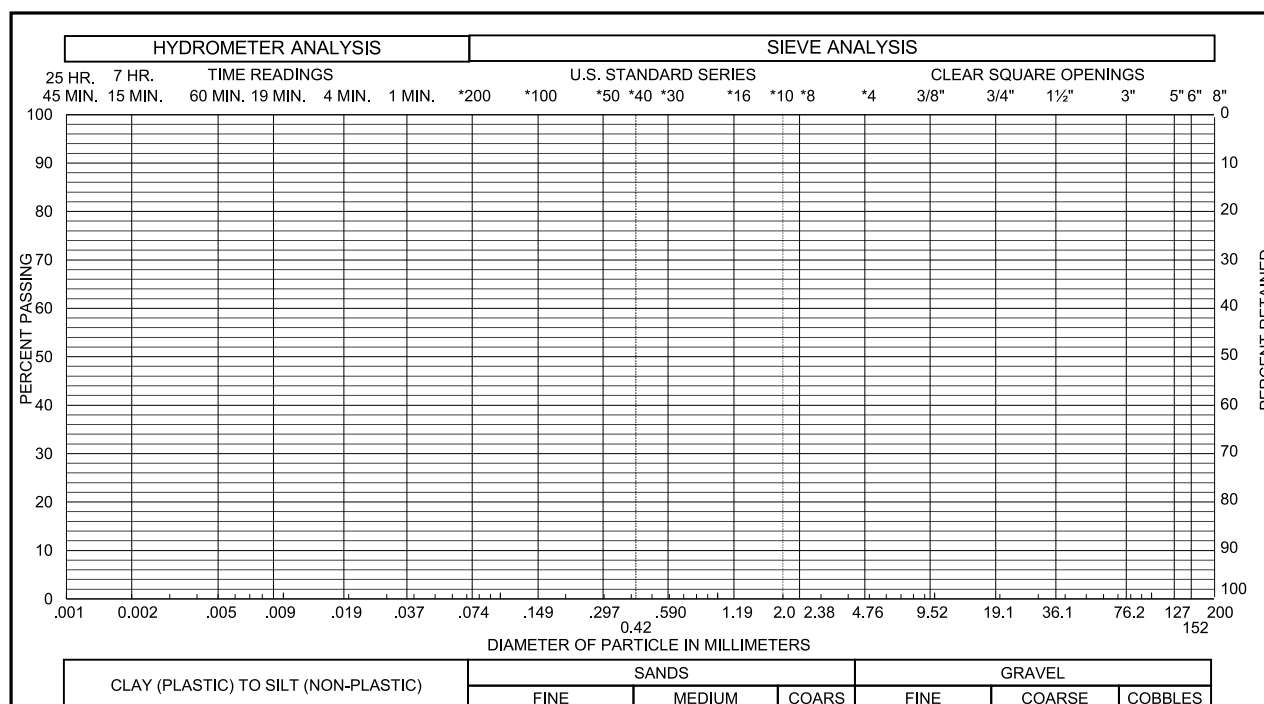 HYDROMETER ANALYSIS SIEVE ANALYSIS
25 HR. 7 HR. TIME READINGS U.S. STANDARD SERIES CLEAR SQUARE OPENINGS
45 MIN. 15 MIN. 60 MIN. 19 MIN. 4 MIN. 1 MIN. *200 *100 *50 *40 *30 *16 *10 *8 *4 3/8" 3/4" 1½" 3" 5" 6" 8"
100 0
90 10
80 20
70 30
60 40
50 50
40 60
30 70
20 80
10 90
0 100
PERCENT PASSING
PERCENT RETAINED
.001 0.002 .005 .009 .019 .037 .074 .149 .297 .590 1.19 2.0 2.38 4.76 9.52 19.1 36.1 76.2 127 200
0.42 152
DIAMETER OF PARTICLE IN MILLIMETERS
CLAY (PLASTIC) TO SILT (NON-PLASTIC) SANDS GRAVEL
FINE MEDIUM COARS FINE COARSE COBBLES